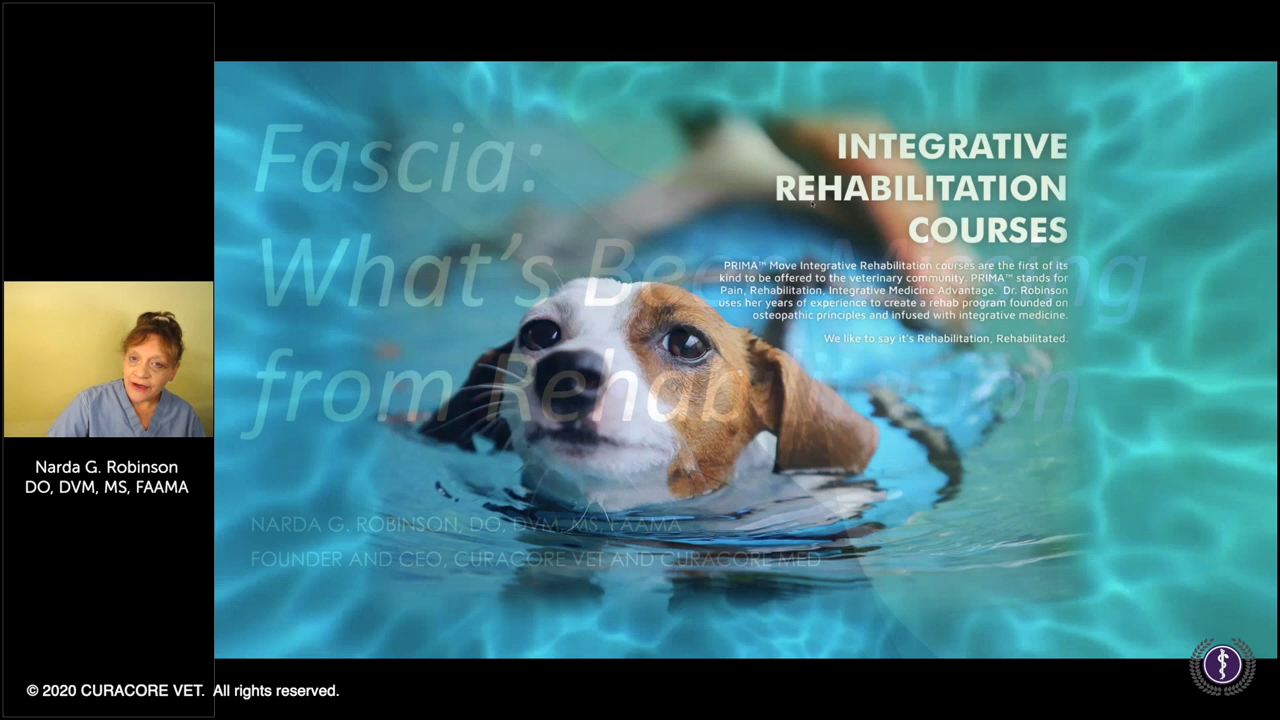 Fascia:
What's Been Missing
from Rehabilitation
INTEGRATIVE
REHABILITATION
COURSES
PRIMA™ Move Integrative Rehabilitation courses are the first of its
kind to be offered to the veterinary community. PRIMA™ stands for
Pain, Rehabilitation, Integrative Medicine Advantage. Dr. Robinson
uses her years of experience to create a rehab program founded on
osteopathic principles and infused with integrative medicine.
We like to say it's Rehabilitation, Rehabilitated.
Narda G. Robinson
DO, DVM, MS, FAAMA
NARDA G. ROBINSON, DO, DVM, MS, FAAMA
FOUNDER AND CEO, CURACORE VET AND CURACORE MED
© 2020 CURACORE VET. All rights reserved.